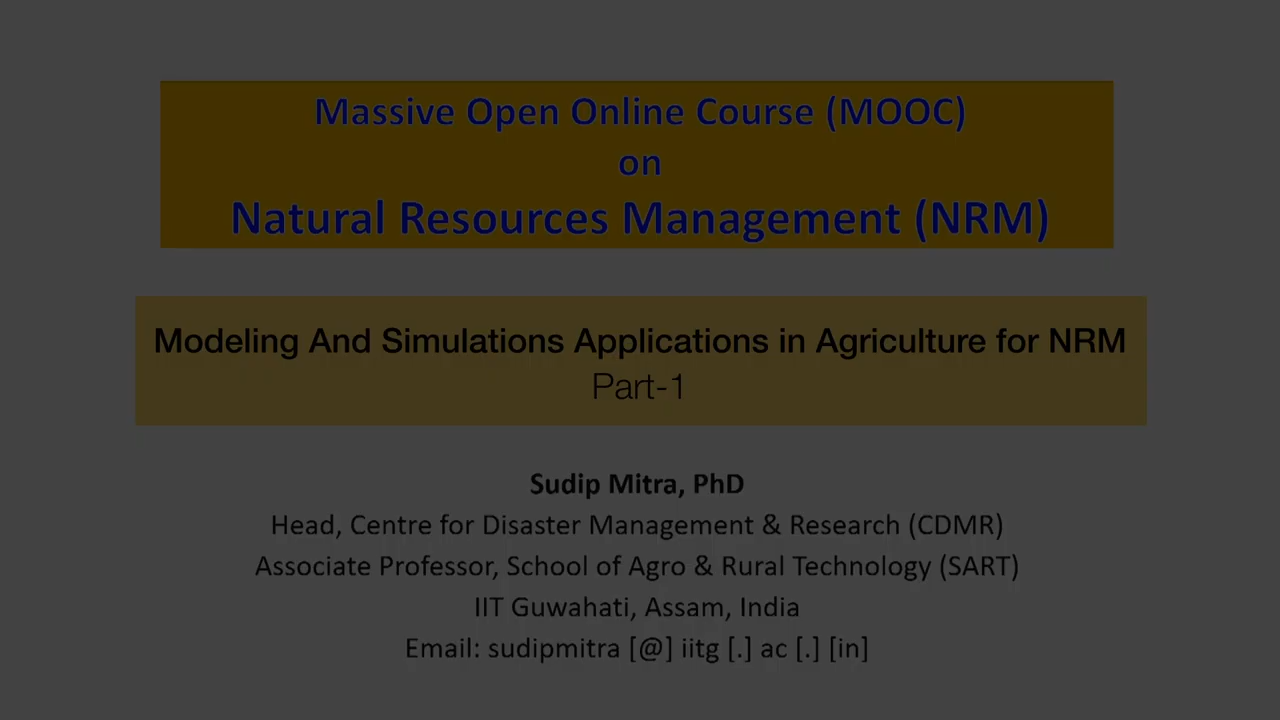 Massive Open Online Course (MOOC)
on
Natural Resources Management (NRM)
Modeling And Simulations Applications in Agriculture for NRM
Part-1
Sudip Mitra, PhD
Head, Centre for Disaster Management & Research (CDMR)
Associate Professor, School of Agro & Rural Technology (SART)
IIT Guwahati, Assam, India
Email: sudipmitra [@] iitg [.] ac [.] [in]